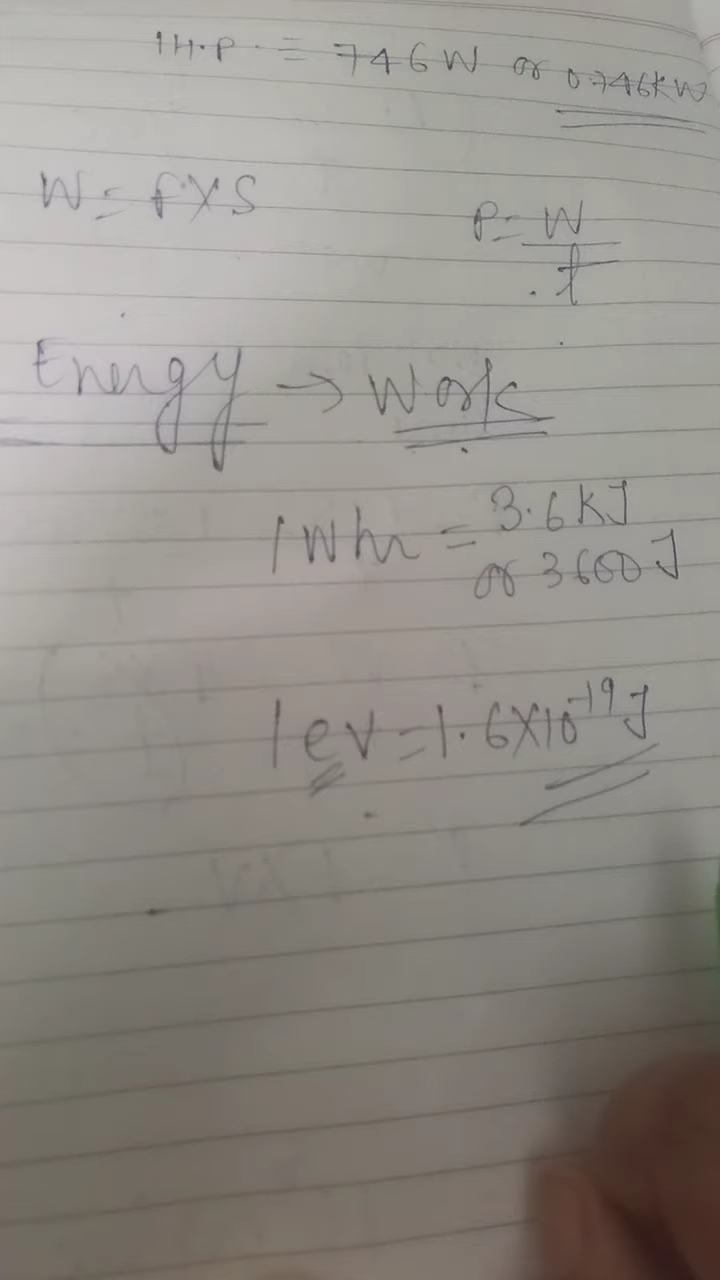 1H.P. = 746W or 0.746kW
W = f×S
P = W/t
Energy → Work
1Whr = 3.6KJ
or 3600J
1ev = 1.6×10⁻¹⁹J